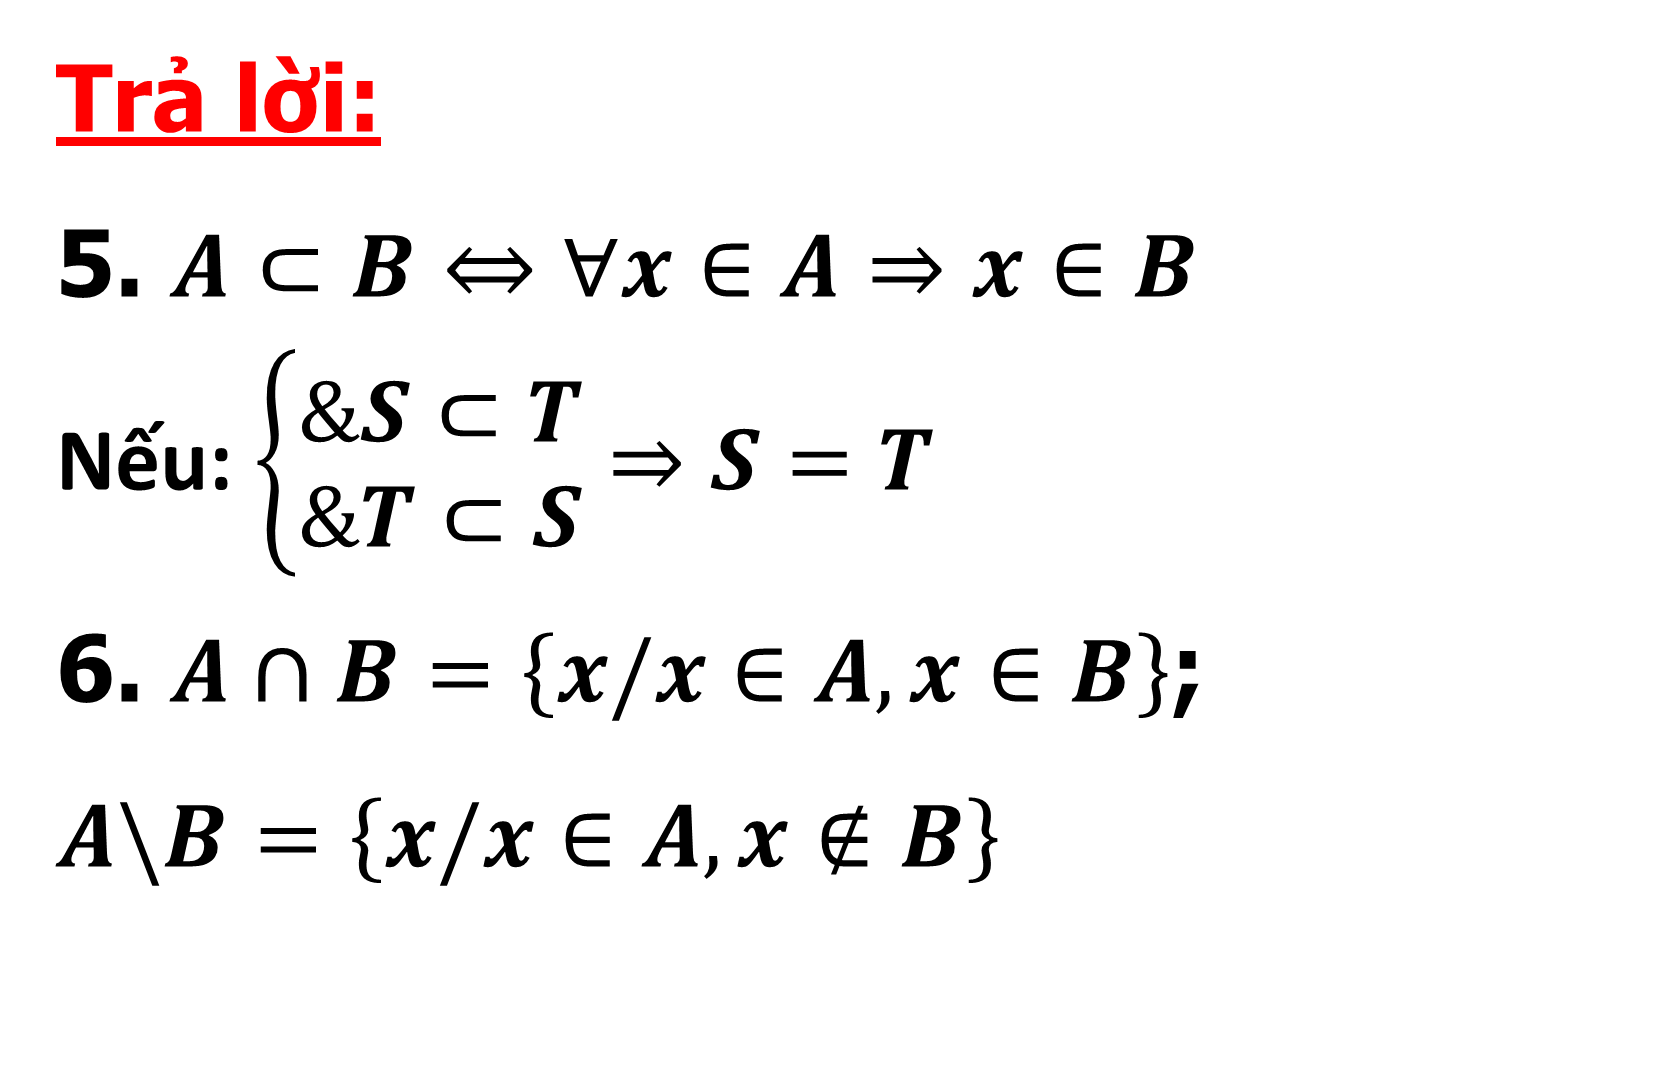 Trả lời:
5. A ⊂ B ⇔ ∀x ∈ A ⇒ x ∈ B
Nếu: {&S ⊂ T
&T ⊂ S ⇒ S = T
6. A ∩ B = {x/x ∈ A, x ∈ B};
A\B = {x/x ∈ A, x ∉ B}